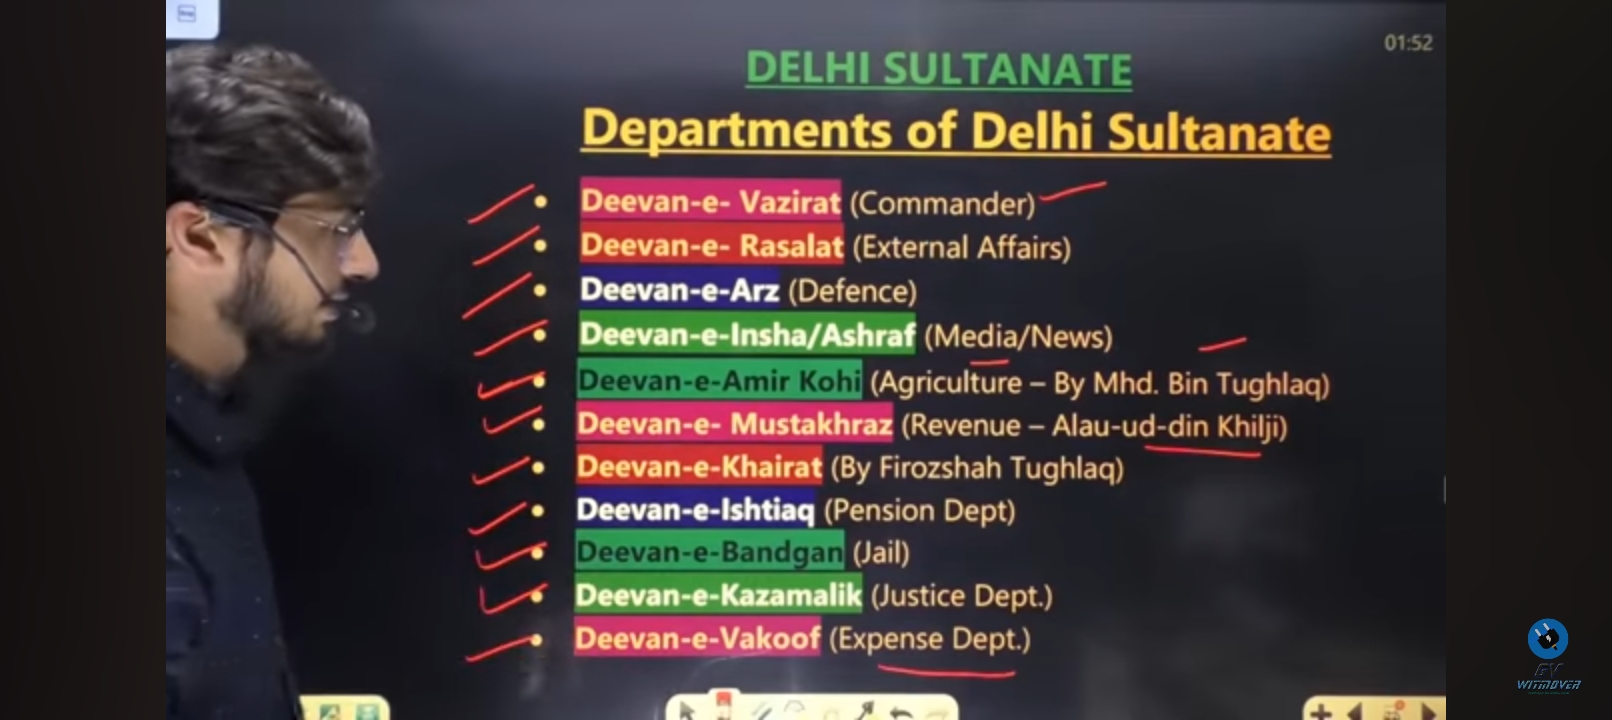 01:52
DELHI SULTANATE
Departments of Delhi Sultanate
• Deevan-e- Vazirat (Commander)
• Deevan-e- Rasalat (External Affairs)
• Deevan-e-Arz (Defence)
• Deevan-e-Insha/Ashraf (Media/News)
• Deevan-e-Amir Kohi (Agriculture – By Mhd. Bin Tughlaq)
• Deevan-e- Mustakhraz (Revenue – Alau-ud-din Khilji)
• Deevan-e-Khairat (By Firozshah Tughlaq)
• Deevan-e-Ishtiaq (Pension Dept)
• Deevan-e-Bandgan (Jail)
• Deevan-e-Kazamalik (Justice Dept.)
• Deevan-e-Vakoof (Expense Dept.)